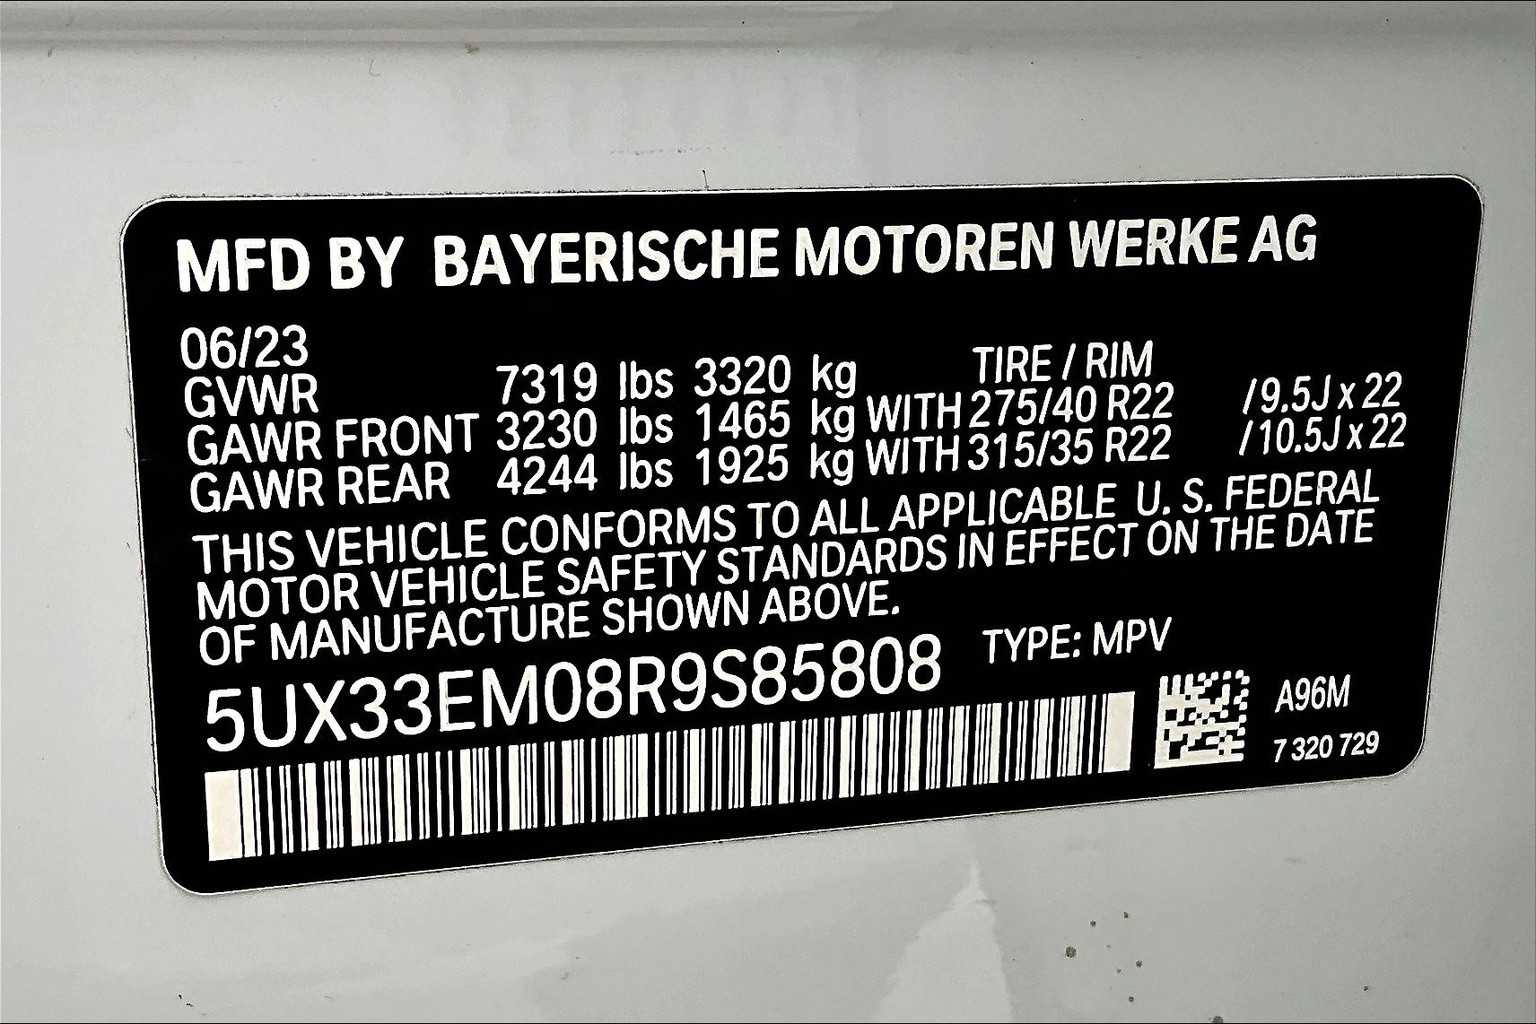 MFD BY BAYERISCHE MOTOREN WERKE AG
06/23
TIRE / RIM
GVWR 7319 lbs 3320 kg
GAWR FRONT 3230 lbs 1465 kg WITH 275/40 R22 / 9.5J x 22
GAWR REAR 4244 lbs 1925 kg WITH 315/35 R22 / 10.5J x 22
THIS VEHICLE CONFORMS TO ALL APPLICABLE U. S. FEDERAL
MOTOR VEHICLE SAFETY STANDARDS IN EFFECT ON THE DATE
OF MANUFACTURE SHOWN ABOVE.
5UX33EM08R9S85808 TYPE: MPV
A96M
7 320 729